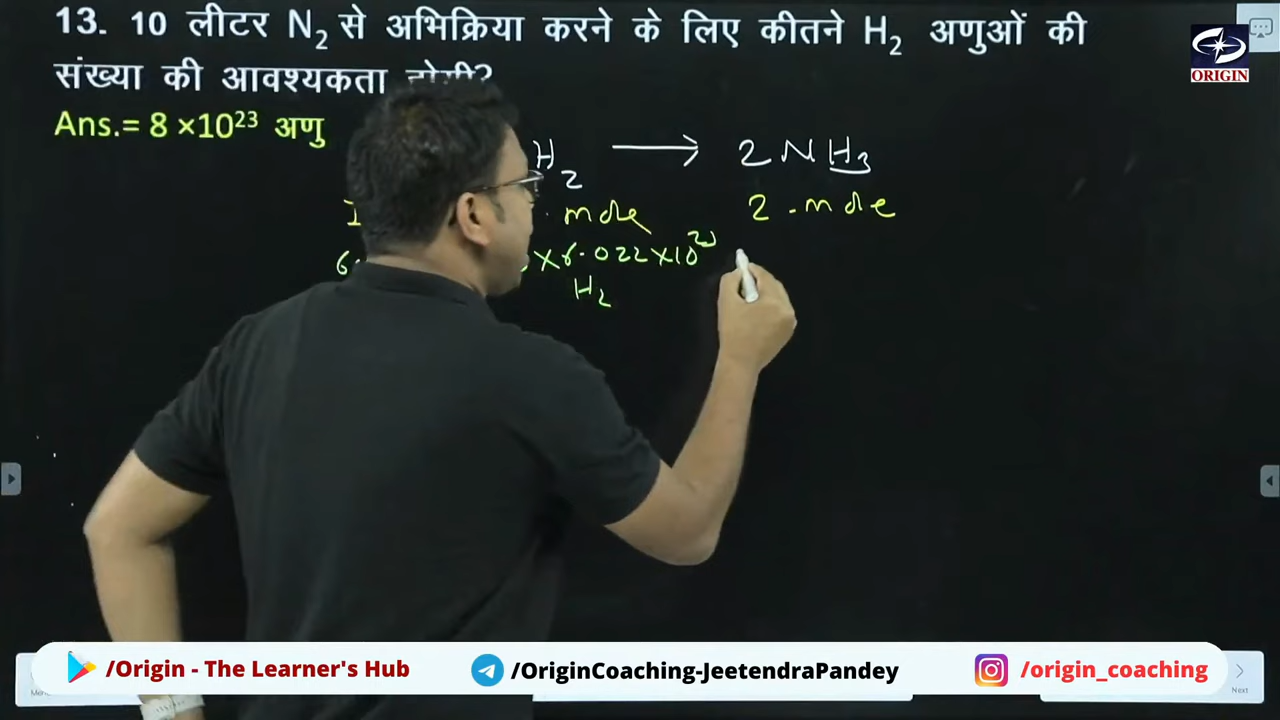 13. 10 लीटर N₂ से अभिक्रिया करने के लिए कीतने H₂ अणुओं की
संख्या की आवश्यकता
Ans.= 8 ×10²³ अणु
H₂ ⟶ 2NH₃
mole 2 . mole
×6.022×10²³
H₂
ORIGIN
/Origin - The Learner's Hub
/OriginCoaching-JeetendraPandey
/origin_coaching
Next